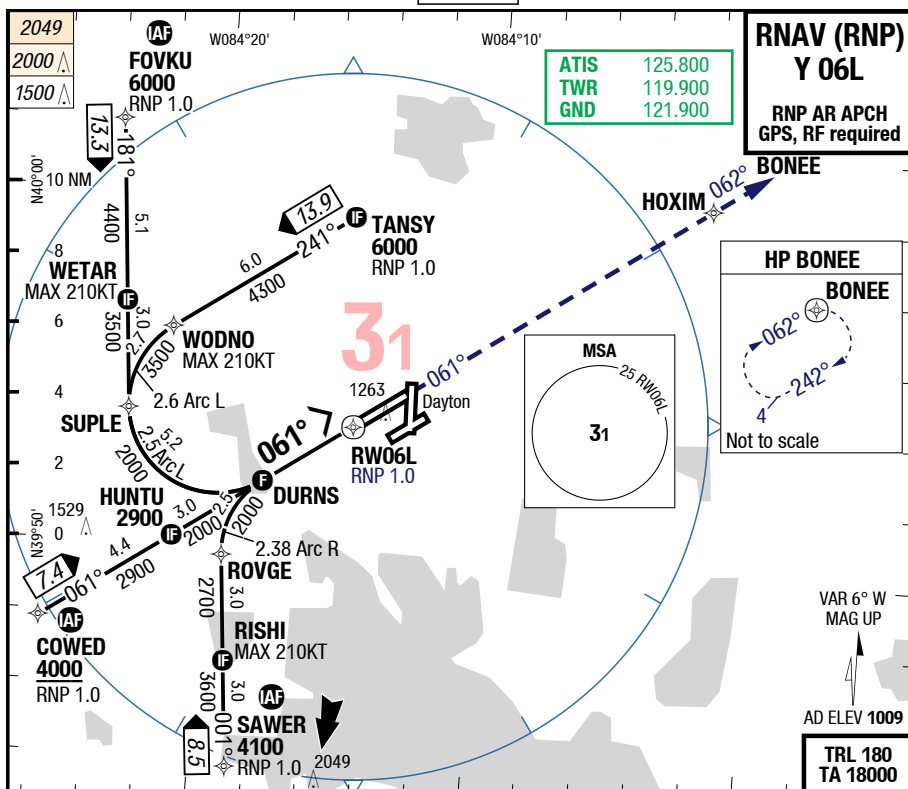 2049
2000
1500
IAF
FOVKU
6000
RNP 1.0
W084°20'
W084°10'
ATIS 125.800
TWR 119.900
GND 121.900
RNAV (RNP)
Y 06L
RNP AR APCH
GPS, RF required
13.3
181°
N40°00'
10 NM
8
6
4
2
0
N39°50'
4400
5.1
WETAR
MAX 210KT
IF
3500
3.0
2.7
3500
13.9
241°
IF
TANSY
6000
RNP 1.0
6.0
4300
WODNO
MAX 210KT
2.6 Arc L
SUPLE
5.2
2.5 Arc L
2000
31
HOXIM
062°
BONEE
061°
HP BONEE
BONEE
062°
242°
4
Not to scale
MSA
25 RW06L
31
1263
Dayton
061°
RW06L
RNP 1.0
F
DURNS
HUNTU
2900
IF
3.0
2000
2.5
2000
1529
7.4
061°
4.4
2900
IAF
COWED
4000
RNP 1.0
2.38 Arc R
ROVGE
2700
3.0
RISHI
MAX 210KT
IF
3600
3.0
001°
8.5
IAF
SAWER
4100
RNP 1.0
2049
VAR 6° W
MAG UP
AD ELEV 1009
TRL 180
TA 18000